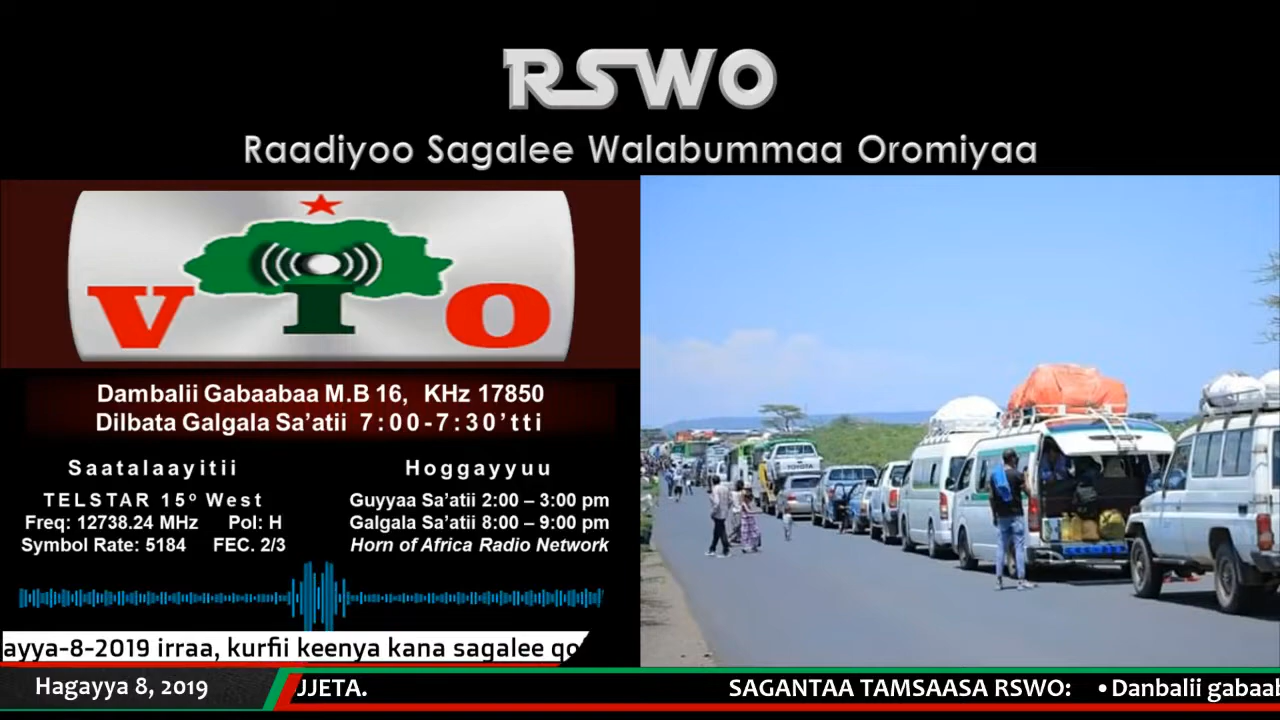 RSWO
Raadiyoo Sagalee Walabummaa Oromiyaa
V I O
Dambalii Gabaabaa M.B 16, KHz 17850
Dilbata Galgala Sa'atii 7:00-7:30'tti
Saatalaayitii
TELSTAR 15º West
Freq: 12738.24 MHz Pol: H
Symbol Rate: 5184 FEC. 2/3
Hoggayyuu
Guyyaa Sa'atii 2:00 – 3:00 pm
Galgala Sa'atii 8:00 – 9:00 pm
Horn of Africa Radio Network
TOYOTA
ayya-8-2019 irraa, kurfii keenya kana sagalee qo
Hagayya 8, 2019
JJETA. SAGANTAA TAMSAASA RSWO: •Danbalii gabaab